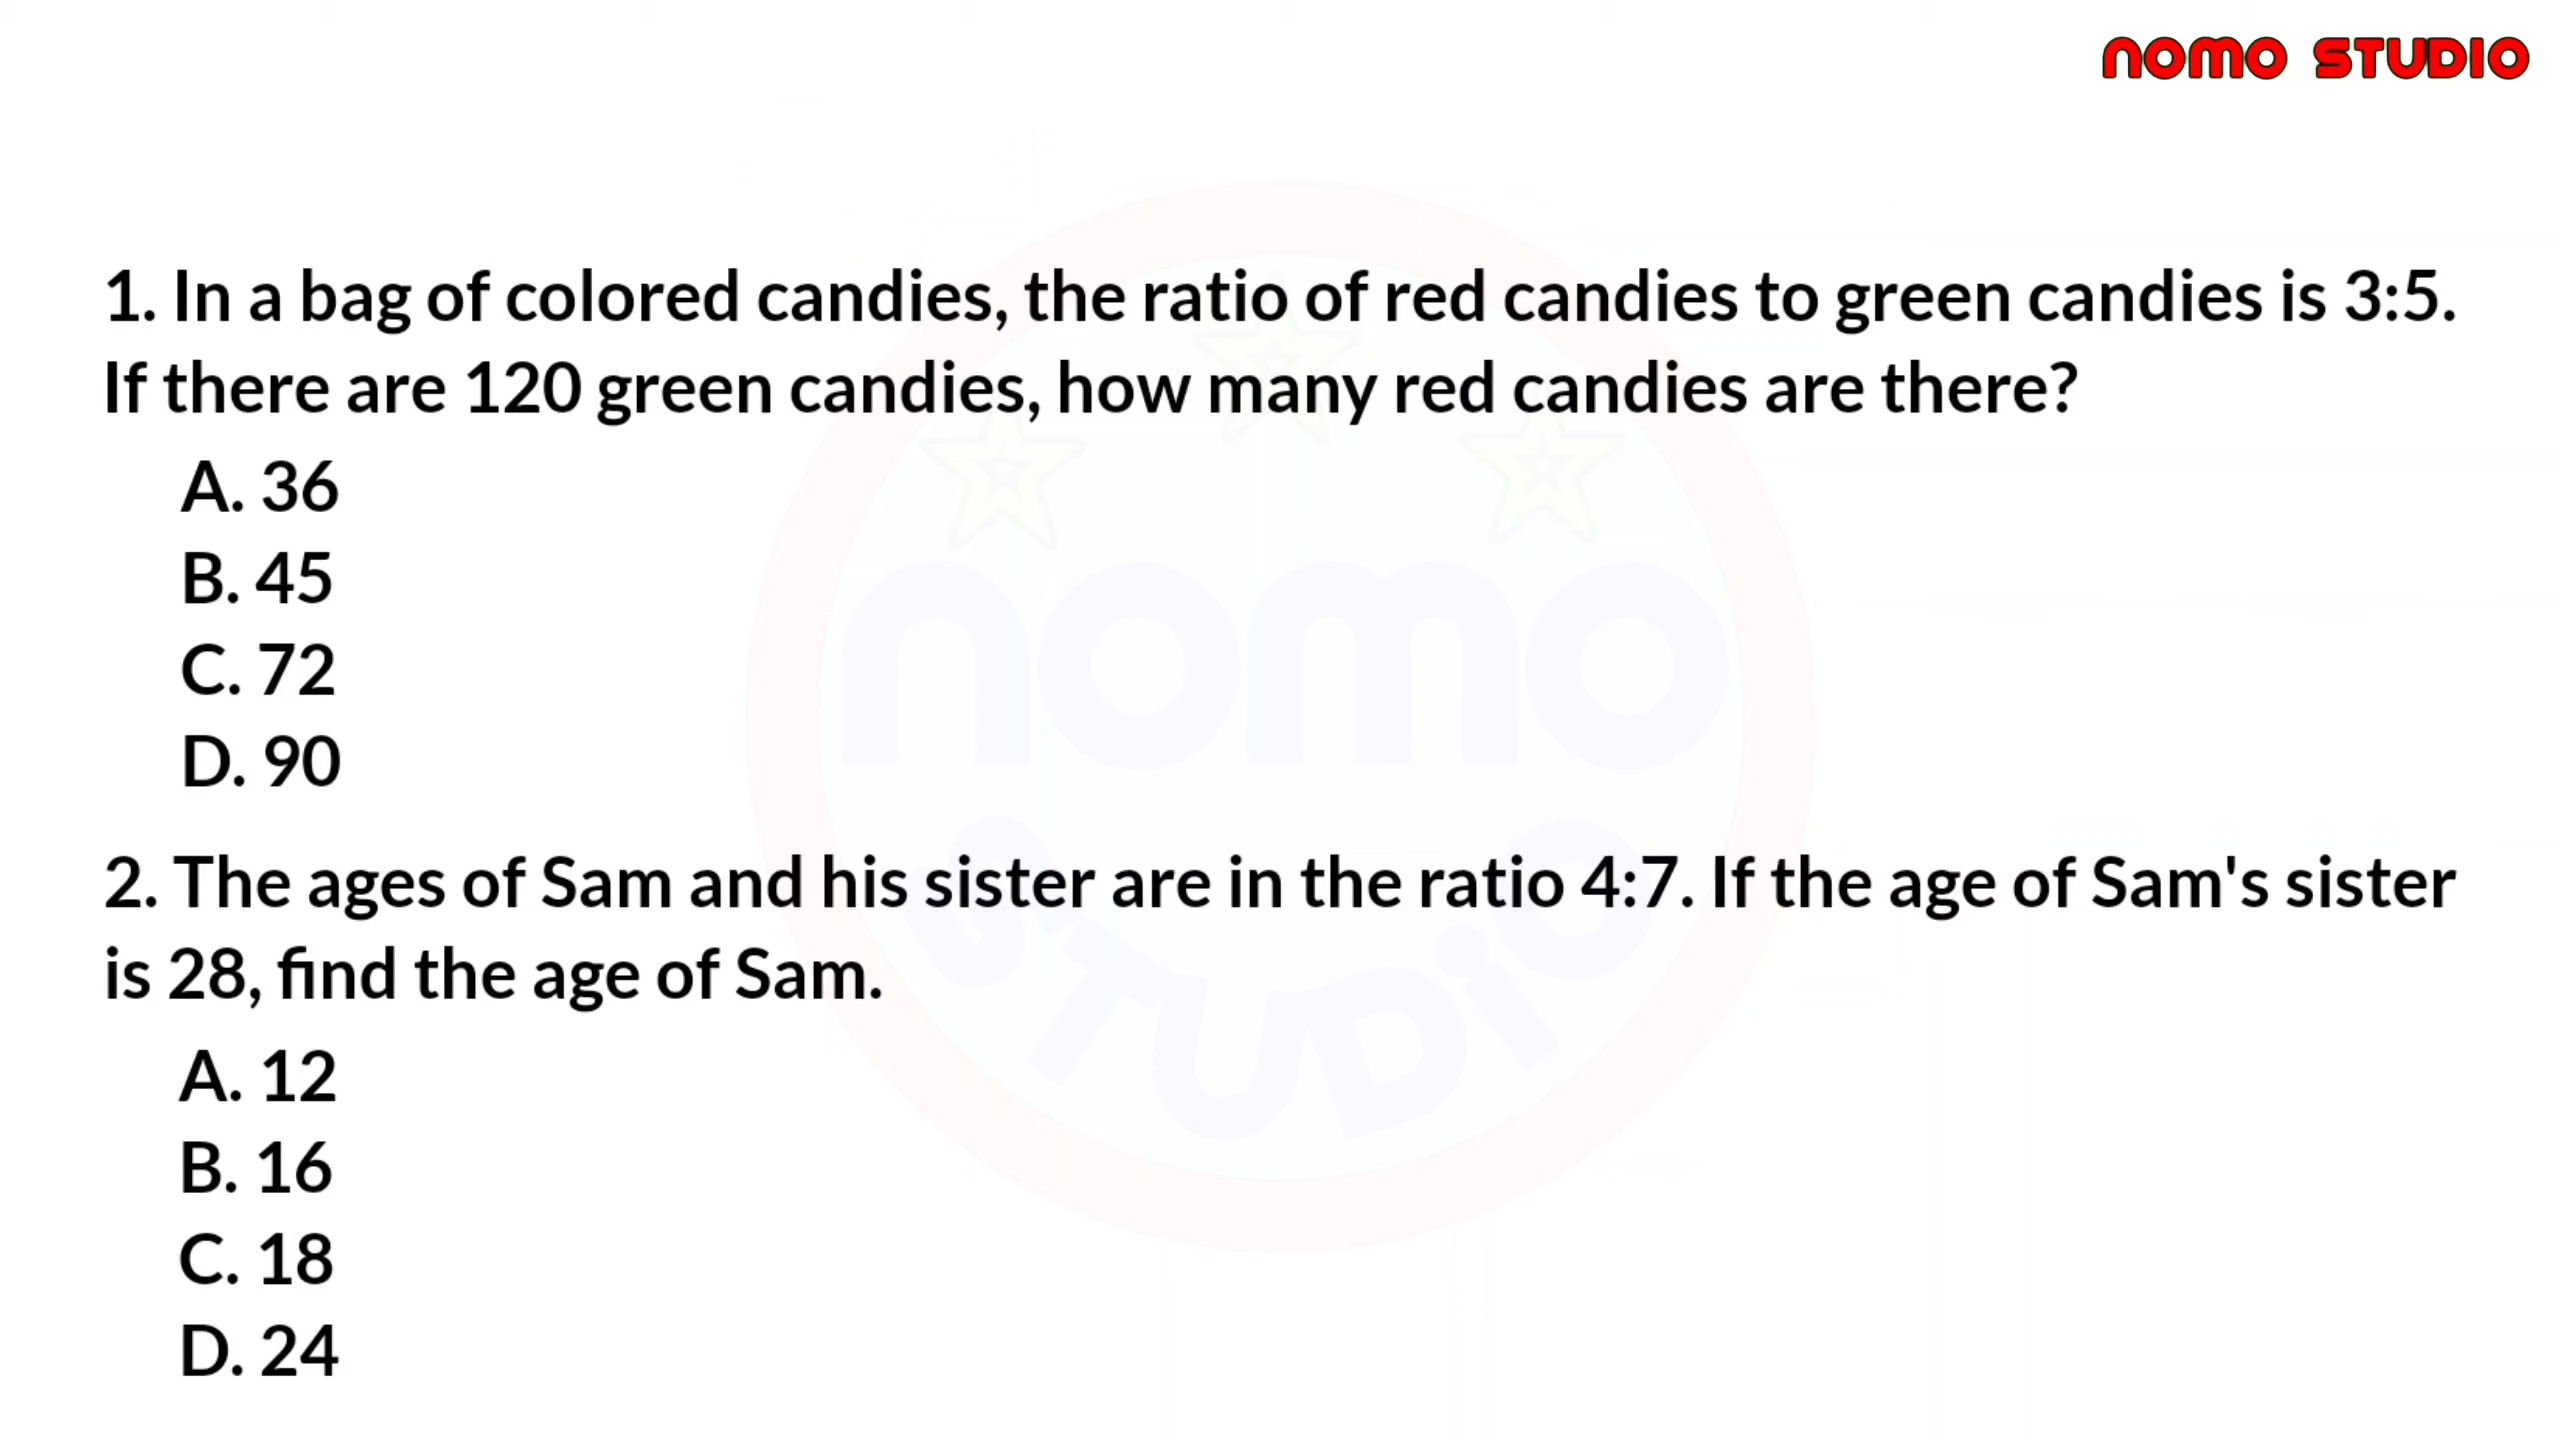 nomo STUDIO
1. In a bag of colored candies, the ratio of red candies to green candies is 3:5.
If there are 120 green candies, how many red candies are there?
A. 36
B. 45
C. 72
D. 90
2. The ages of Sam and his sister are in the ratio 4:7. If the age of Sam's sister
is 28, find the age of Sam.
A. 12
B. 16
C. 18
D. 24
nomo
STUDiO